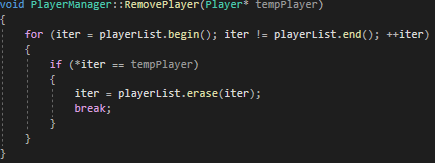 void PlayerManager::RemovePlayer(Player* tempPlayer)
{
    for (iter = playerList.begin(); iter != playerList.end(); ++iter)
    {
        if (*iter == tempPlayer)
        {
            iter = playerList.erase(iter);
            break;
        }
    }
}